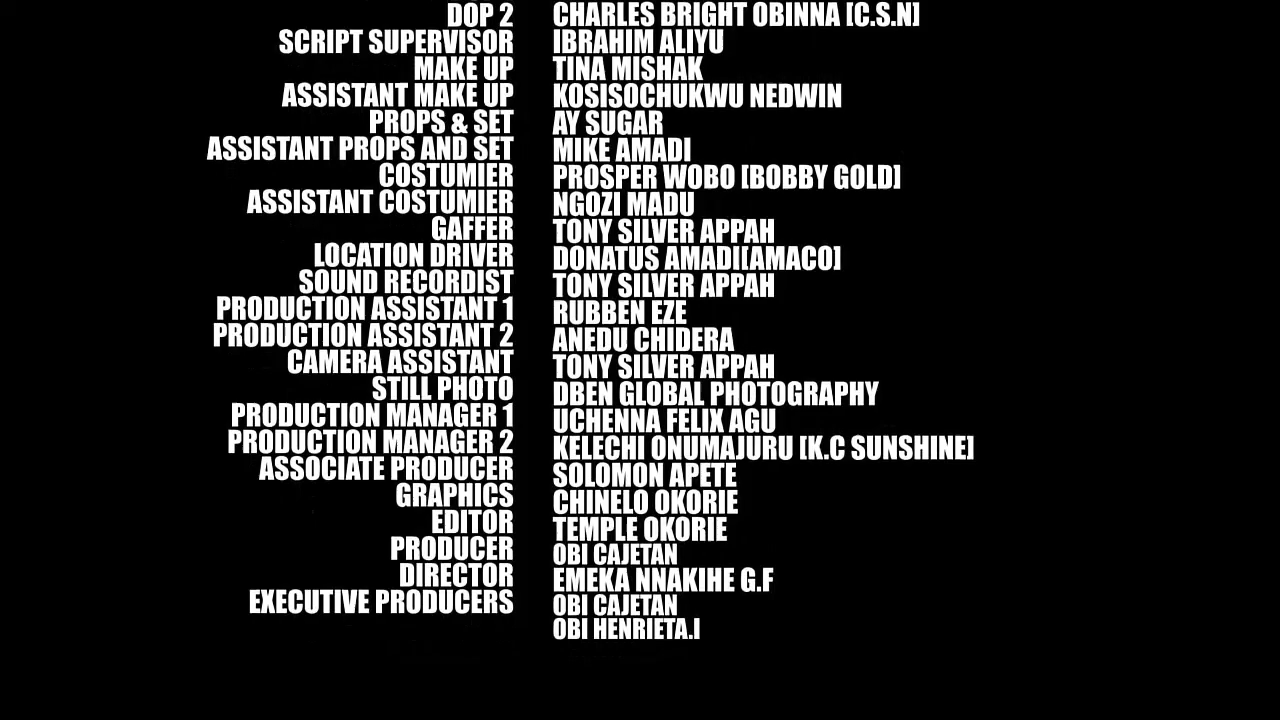 DOP 2 CHARLES BRIGHT OBINNA [C.S.N]
SCRIPT SUPERVISOR IBRAHIM ALIYU
MAKE UP TINA MISHAK
ASSISTANT MAKE UP KOSISOCHUKWU NEDWIN
PROPS & SET AY SUGAR
ASSISTANT PROPS AND SET MIKE AMADI
COSTUMIER PROSPER WOBO [BOBBY GOLD]
ASSISTANT COSTUMIER NGOZI MADU
GAFFER TONY SILVER APPAH
LOCATION DRIVER DONATUS AMADI[AMACO]
SOUND RECORDIST TONY SILVER APPAH
PRODUCTION ASSISTANT 1 RUBBEN EZE
PRODUCTION ASSISTANT 2 ANEDU CHIDERA
CAMERA ASSISTANT TONY SILVER APPAH
STILL PHOTO DBEN GLOBAL PHOTOGRAPHY
PRODUCTION MANAGER 1 UCHENNA FELIX AGU
PRODUCTION MANAGER 2 KELECHI ONUMAJURU [K.C SUNSHINE]
ASSOCIATE PRODUCER SOLOMON APETE
GRAPHICS CHINELO OKORIE
EDITOR TEMPLE OKORIE
PRODUCER OBI CAJETAN
DIRECTOR EMEKA NNAKIHE G.F
EXECUTIVE PRODUCERS OBI CAJETAN
OBI HENRIETA.I